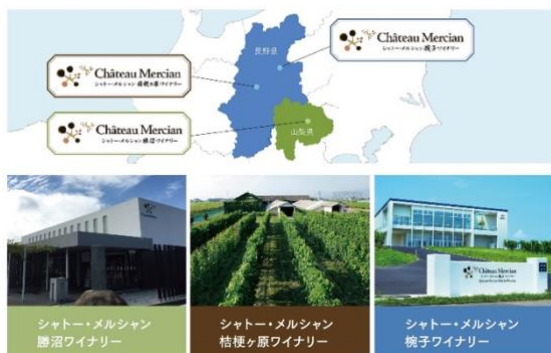 長野県
Château Mercian
シャトー・メルシャン 椀子ワイナリー
Château Mercian
シャトー・メルシャン 桔梗ヶ原ワイナリー
Château Mercian
シャトー・メルシャン 勝沼ワイナリー
山梨県
Château Mercian
シャトー・メルシャン
勝沼ワイナリー
シャトー・メルシャン
桔梗ヶ原ワイナリー
シャトー・メルシャン
椀子ワイナリー